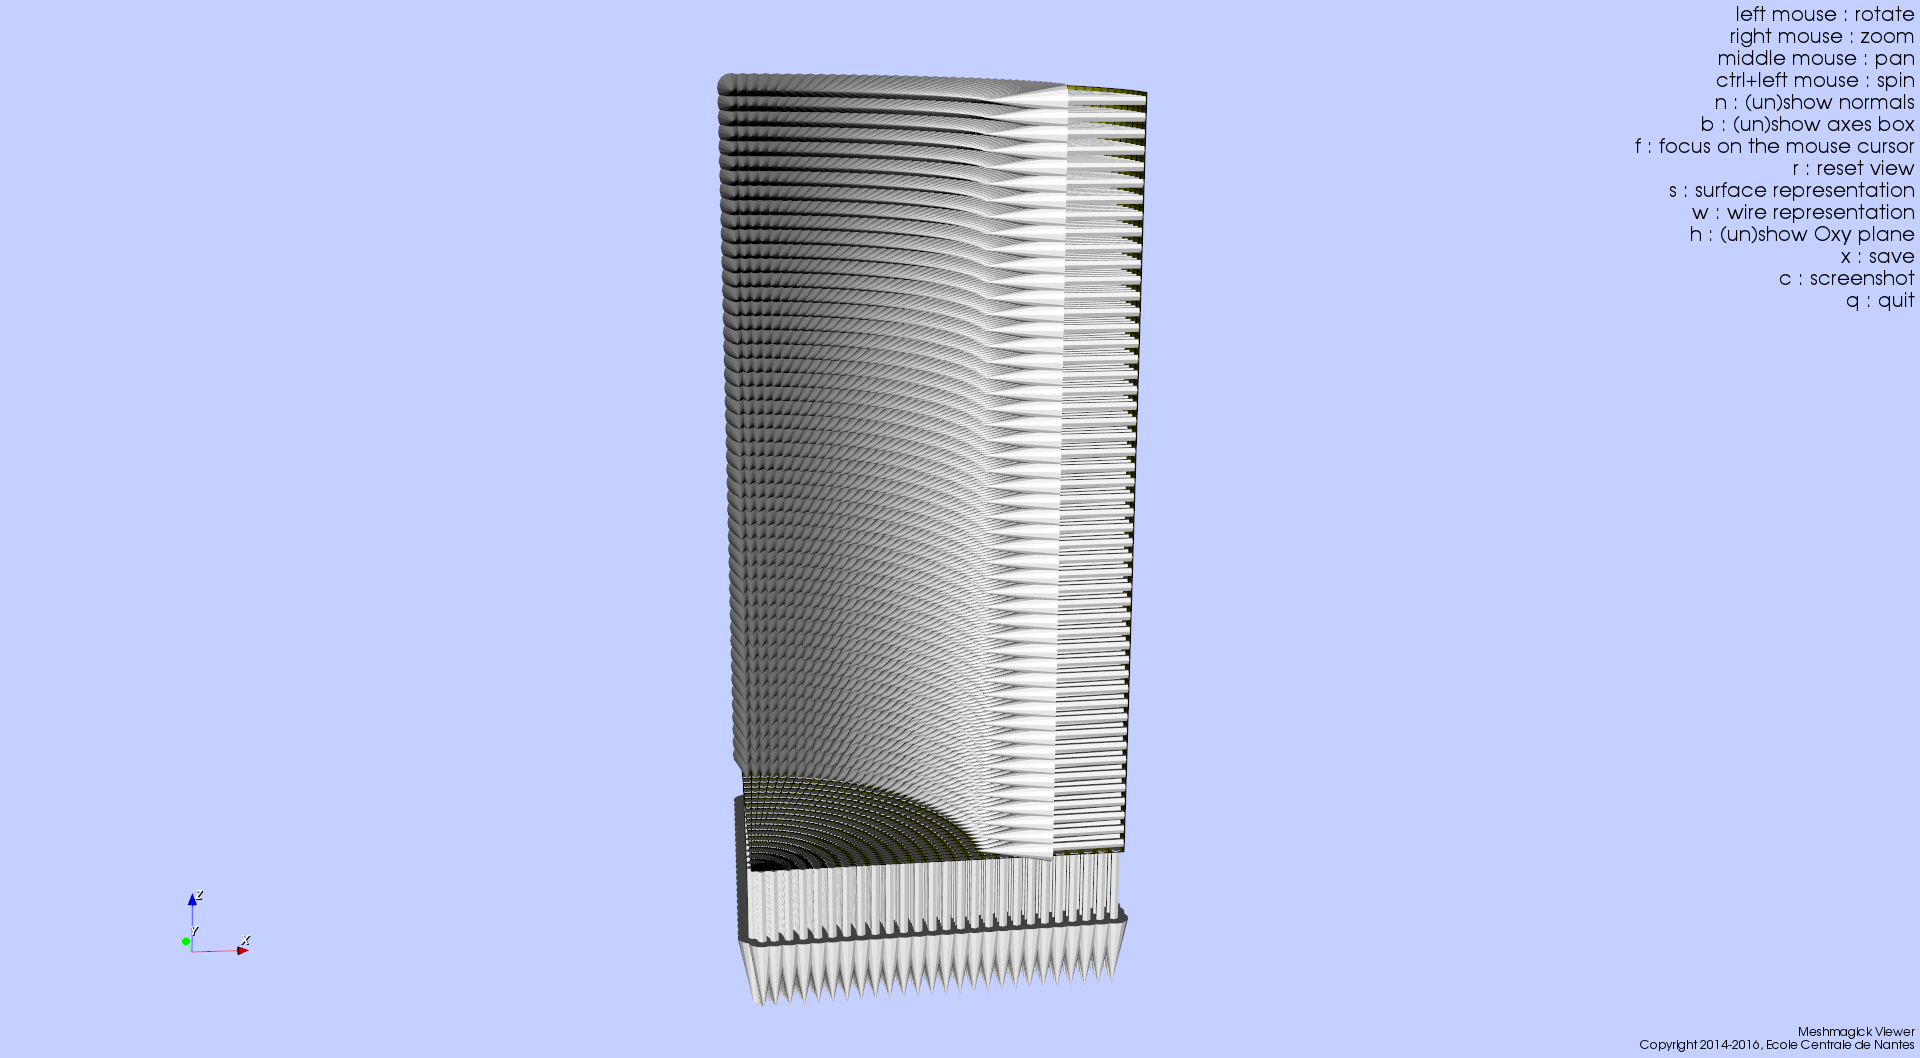 left mouse : rotate
right mouse : zoom
middle mouse : pan
ctrl+left mouse : spin
n : (un)show normals
b : (un)show axes box
f : focus on the mouse cursor
r : reset view
s : surface representation
w : wire representation
h : (un)show Oxy plane
x : save
c : screenshot
q : quit
Z
Y
X
Meshmagick Viewer
Copyright 2014-2016, Ecole Centrale de Nantes